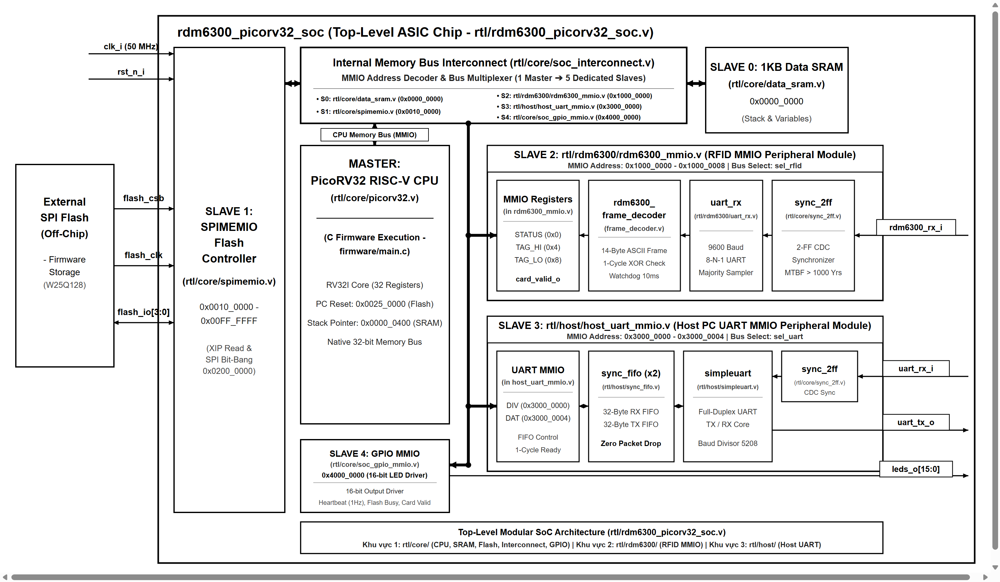 rdm6300_picorv32_soc (Top-Level ASIC Chip - rtl/rdm6300_picorv32_soc.v)
clk_i (50 MHz)
rst_n_i
External
SPI Flash
(Off-Chip)
- Firmware
Storage
(W25Q128)
flash_csb
flash_clk
flash_io[3:0]
SLAVE 1:
SPIMEMIO
Flash
Controller
(rtl/core/spimemio.v)
0x0010_0000 -
0x00FF_FFFF
(XIP Read &
SPI Bit-Bang
0x0200_0000)
Internal Memory Bus Interconnect (rtl/core/soc_interconnect.v)
MMIO Address Decoder & Bus Multiplexer (1 Master ➔ 5 Dedicated Slaves)
• S0: rtl/core/data_sram.v (0x0000_0000)
• S1: rtl/core/spimemio.v (0x0010_0000)
• S2: rtl/rdm6300/rdm6300_mmio.v (0x1000_0000)
• S3: rtl/host/host_uart_mmio.v (0x3000_0000)
• S4: rtl/core/soc_gpio_mmio.v (0x4000_0000)
SLAVE 0: 1KB Data SRAM
(rtl/core/data_sram.v)
0x0000_0000
(Stack & Variables)
CPU Memory Bus (MMIO)
MASTER:
PicoRV32 RISC-V CPU
(rtl/core/picorv32.v)
(C Firmware Execution -
firmware/main.c)
RV32I Core (32 Registers)
PC Reset: 0x0025_0000 (Flash)
Stack Pointer: 0x0000_0400 (SRAM)
Native 32-bit Memory Bus
SLAVE 2: rtl/rdm6300/rdm6300_mmio.v (RFID MMIO Peripheral Module)
MMIO Address: 0x1000_0000 - 0x1000_0008 | Bus Select: sel_rfid
MMIO Registers
(in rdm6300_mmio.v)
STATUS (0x0)
TAG_HI (0x4)
TAG_LO (0x8)
card_valid_o
rdm6300_
frame_decoder
(frame_decoder.v)
14-Byte ASCII Frame
1-Cycle XOR Check
Watchdog 10ms
uart_rx
(rtl/rdm6300/uart_rx.v)
9600 Baud
8-N-1 UART
Majority Sampler
sync_2ff
(rtl/core/sync_2ff.v)
2-FF CDC
Synchronizer
MTBF > 1000 Yrs
rdm6300_rx_i
SLAVE 3: rtl/host/host_uart_mmio.v (Host PC UART MMIO Peripheral Module)
MMIO Address: 0x3000_0000 - 0x3000_0004 | Bus Select: sel_uart
UART MMIO
(in host_uart_mmio.v)
DIV (0x3000_0000)
DAT (0x3000_0004)
FIFO Control
1-Cycle Ready
sync_fifo (x2)
(rtl/host/sync_fifo.v)
32-Byte RX FIFO
32-Byte TX FIFO
Zero Packet Drop
simpleuart
(rtl/host/simpleuart.v)
Full-Duplex UART
TX / RX Core
Baud Divisor 5208
sync_2ff
(rtl/core/sync_2ff.v)
CDC Sync
uart_rx_i
uart_tx_o
leds_o[15:0]
SLAVE 4: GPIO MMIO
(rtl/core/soc_gpio_mmio.v)
0x4000_0000 (16-bit LED Driver)
16-bit Output Driver
Heartbeat (1Hz), Flash Busy, Card Valid
Top-Level Modular SoC Architecture (rtl/rdm6300_picorv32_soc.v)
Khu vực 1: rtl/core/ (CPU, SRAM, Flash, Interconnect, GPIO) | Khu vực 2: rtl/rdm6300/ (RFID MMIO) | Khu vực 3: rtl/host/ (Host UART)